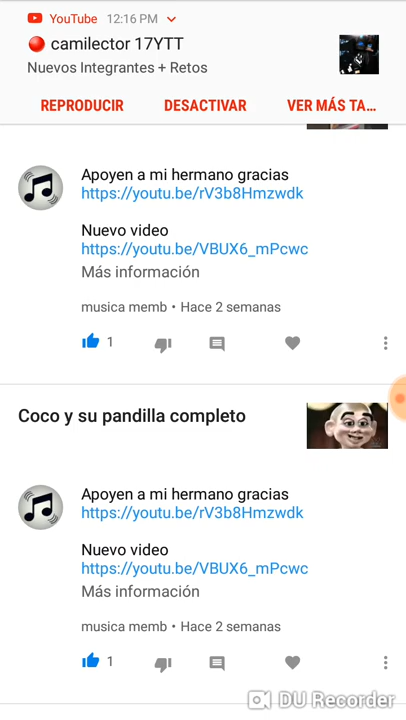 YouTube 12:16 PM
camilector 17YTT
Nuevos Integrantes + Retos
REPRODUCIR DESACTIVAR VER MÁS TA...
Apoyen a mi hermano gracias
https://youtu.be/rV3b8Hmzwdk
Nuevo video
https://youtu.be/VBUX6_mPcwc
Más información
musica memb • Hace 2 semanas
1
Coco y su pandilla completo
Apoyen a mi hermano gracias
https://youtu.be/rV3b8Hmzwdk
Nuevo video
https://youtu.be/VBUX6_mPcwc
Más información
musica memb • Hace 2 semanas
1
DU Recorder